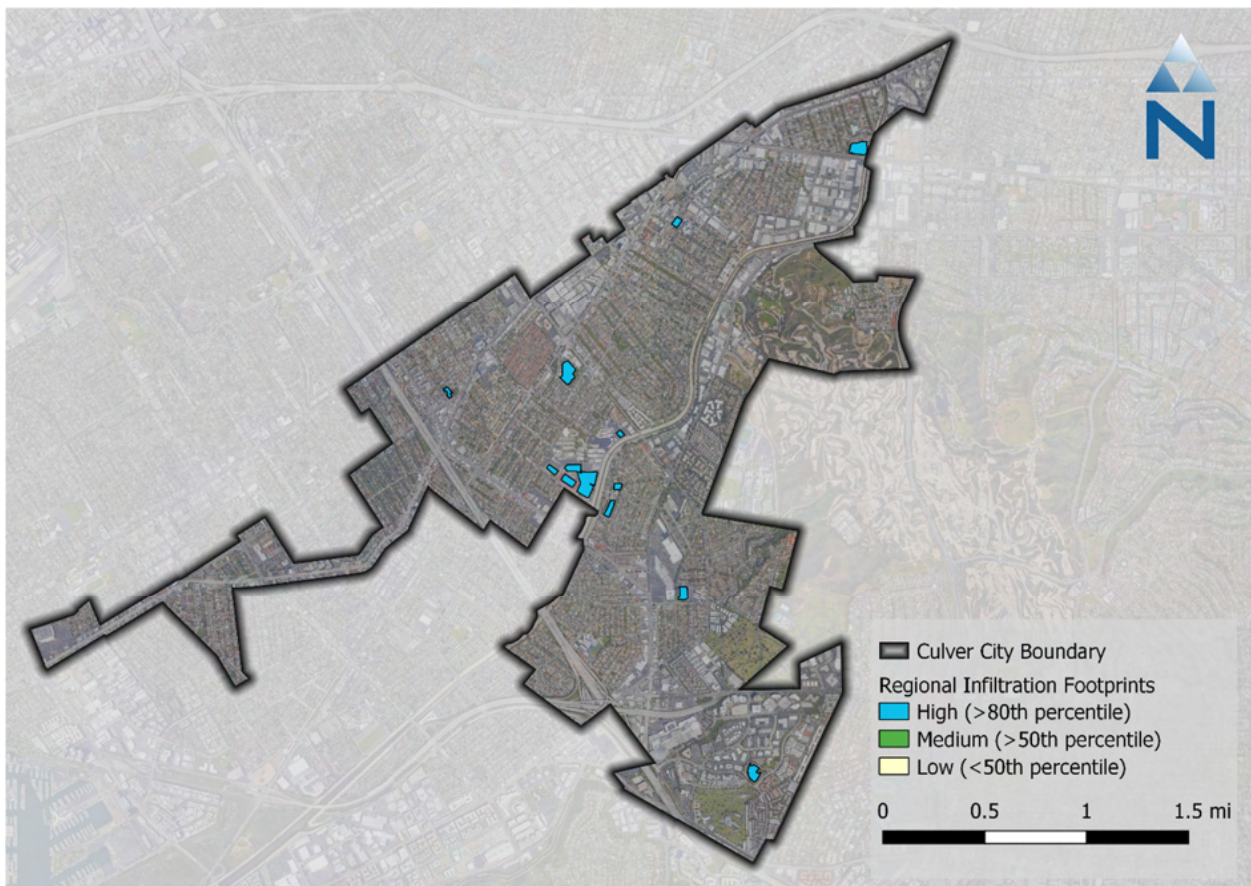 N
Culver City Boundary
Regional Infiltration Footprints
High (>80th percentile)
Medium (>50th percentile)
Low (<50th percentile)
0 0.5 1 1.5 mi